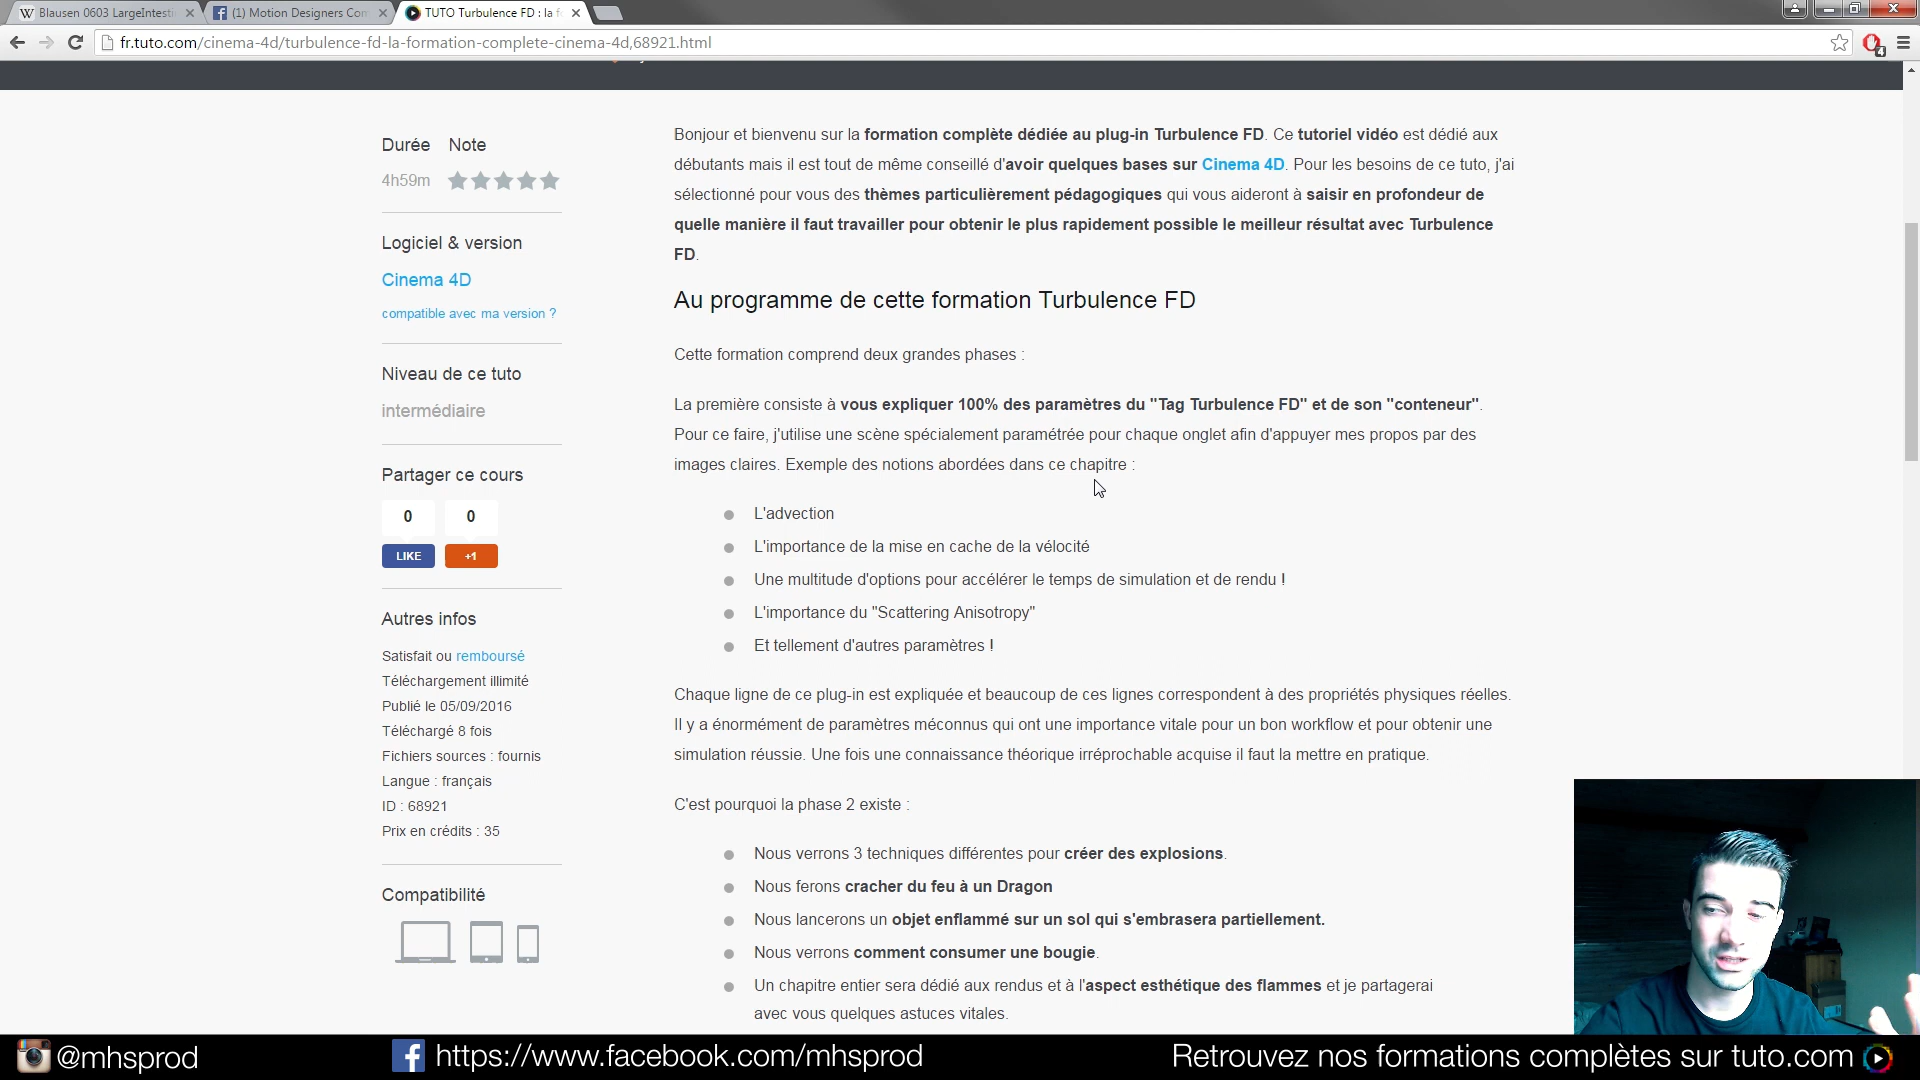 Blausen 0603 LargeIntesti
(1) Motion Designers Com
TUTO Turbulence FD : la f
fr.tuto.com/cinema-4d/turbulence-fd-la-formation-complete-cinema-4d,68921.html
Durée Note
4h59m
Logiciel & version
Cinema 4D
compatible avec ma version ?
Niveau de ce tuto
intermédiaire
Partager ce cours
0 0
LIKE +1
Autres infos
Satisfait ou remboursé
Téléchargement illimité
Publié le 05/09/2016
Téléchargé 8 fois
Fichiers sources : fournis
Langue : français
ID : 68921
Prix en crédits : 35
Compatibilité
Bonjour et bienvenu sur la formation complète dédiée au plug-in Turbulence FD. Ce tutoriel vidéo est dédié aux
débutants mais il est tout de même conseillé d'avoir quelques bases sur Cinema 4D. Pour les besoins de ce tuto, j'ai
sélectionné pour vous des thèmes particulièrement pédagogiques qui vous aideront à saisir en profondeur de
quelle manière il faut travailler pour obtenir le plus rapidement possible le meilleur résultat avec Turbulence
FD.
Au programme de cette formation Turbulence FD
Cette formation comprend deux grandes phases :
La première consiste à vous expliquer 100% des paramètres du "Tag Turbulence FD" et de son "conteneur".
Pour ce faire, j'utilise une scène spécialement paramétrée pour chaque onglet afin d'appuyer mes propos par des
images claires. Exemple des notions abordées dans ce chapitre :
L'advection
L'importance de la mise en cache de la vélocité
Une multitude d'options pour accélérer le temps de simulation et de rendu !
L'importance du "Scattering Anisotropy"
Et tellement d'autres paramètres !
Chaque ligne de ce plug-in est expliquée et beaucoup de ces lignes correspondent à des propriétés physiques réelles.
Il y a énormément de paramètres méconnus qui ont une importance vitale pour un bon workflow et pour obtenir une
simulation réussie. Une fois une connaissance théorique irréprochable acquise il faut la mettre en pratique.
C'est pourquoi la phase 2 existe :
Nous verrons 3 techniques différentes pour créer des explosions.
Nous ferons cracher du feu à un Dragon
Nous lancerons un objet enflammé sur un sol qui s'embrasera partiellement.
Nous verrons comment consumer une bougie.
Un chapitre entier sera dédié aux rendus et à l'aspect esthétique des flammes et je partagerai
avec vous quelques astuces vitales.
@mhsprod
https://www.facebook.com/mhsprod
Retrouvez nos formations complètes sur tuto.com